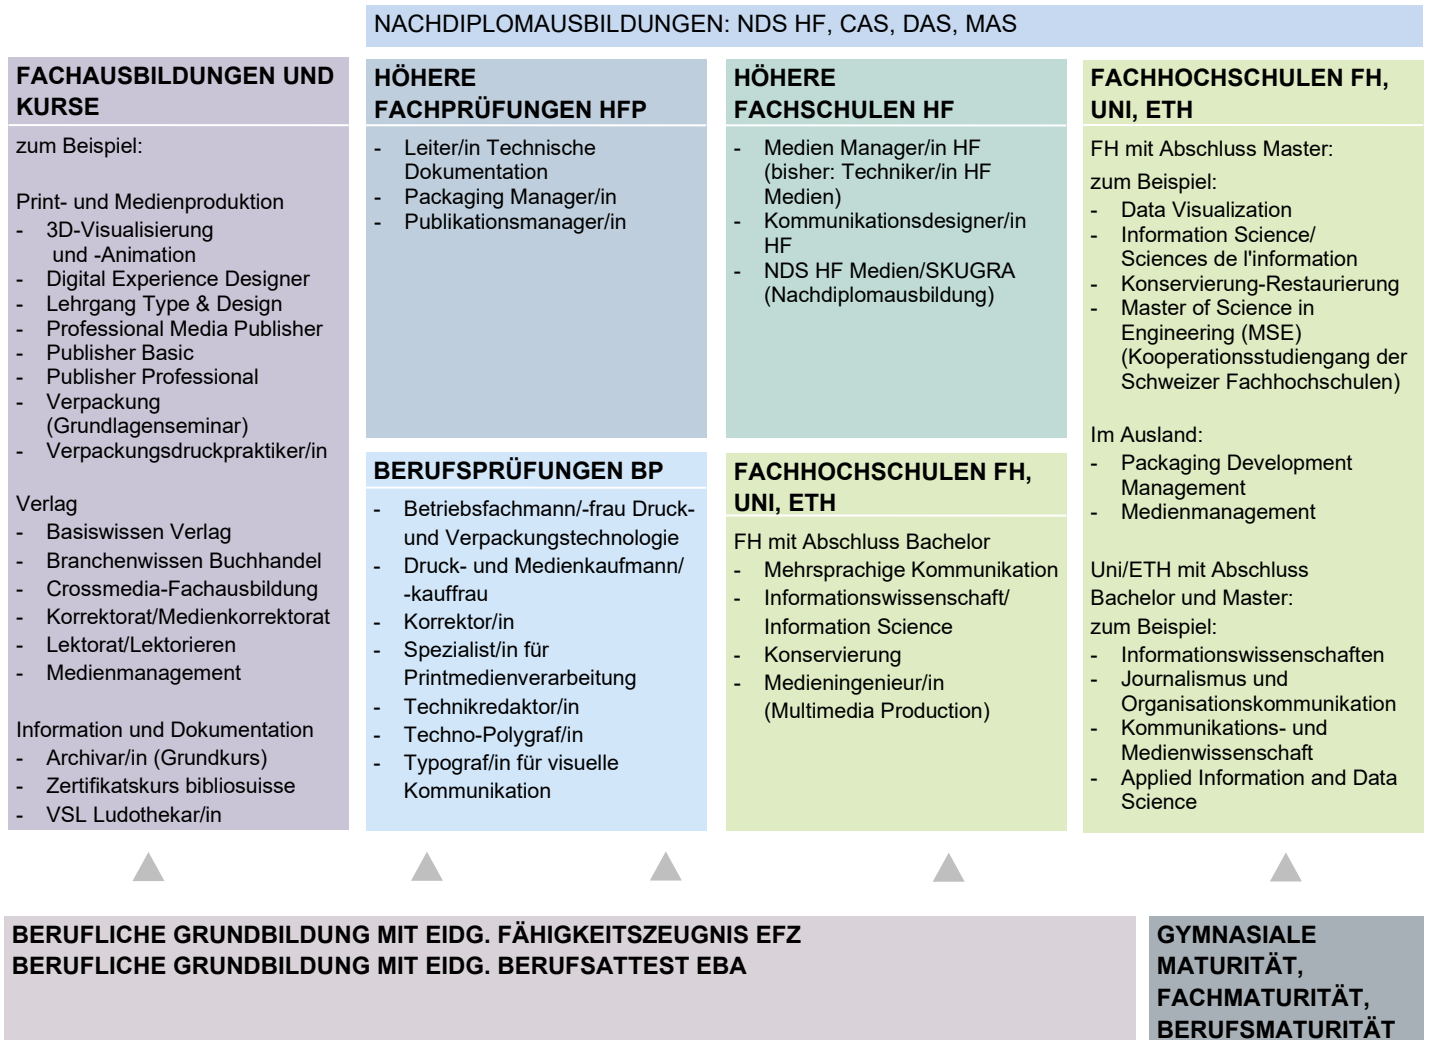 NACHDIPLOMAUSBILDUNGEN: NDS HF, CAS, DAS, MAS
FACHAUSBILDUNGEN UND
KURSE
zum Beispiel:
Print- und Medienproduktion
- 3D-Visualisierung
und -Animation
- Digital Experience Designer
- Lehrgang Type & Design
- Professional Media Publisher
- Publisher Basic
- Publisher Professional
- Verpackung
(Grundlagenseminar)
- Verpackungsdruckpraktiker/in
Verlag
- Basiswissen Verlag
- Branchenwissen Buchhandel
- Crossmedia-Fachausbildung
- Korrektorat/Medienkorrektorat
- Lektorat/Lektorieren
- Medienmanagement
Information und Dokumentation
- Archivar/in (Grundkurs)
- Zertifikatskurs bibliosuisse
- VSL Ludothekar/in
HÖHERE
FACHPRÜFUNGEN HFP
- Leiter/in Technische
Dokumentation
- Packaging Manager/in
- Publikationsmanager/in
BERUFSPRÜFUNGEN BP
- Betriebsfachmann/-frau Druck-
und Verpackungstechnologie
- Druck- und Medienkaufmann/
-kauffrau
- Korrektor/in
- Spezialist/in für
Printmedienverarbeitung
- Technikredaktor/in
- Techno-Polygraf/in
- Typograf/in für visuelle
Kommunikation
HÖHERE
FACHSCHULEN HF
- Medien Manager/in HF
(bisher: Techniker/in HF
Medien)
- Kommunikationsdesigner/in
HF
- NDS HF Medien/SKUGRA
(Nachdiplomausbildung)
FACHHOCHSCHULEN FH,
UNI, ETH
FH mit Abschluss Bachelor
- Mehrsprachige Kommunikation
- Informationswissenschaft/
Information Science
- Konservierung
- Medieningenieur/in
(Multimedia Production)
FACHHOCHSCHULEN FH,
UNI, ETH
FH mit Abschluss Master:
zum Beispiel:
- Data Visualization
- Information Science/
Sciences de l'information
- Konservierung-Restaurierung
- Master of Science in
Engineering (MSE)
(Kooperationsstudiengang der
Schweizer Fachhochschulen)
Im Ausland:
- Packaging Development
Management
- Medienmanagement
Uni/ETH mit Abschluss
Bachelor und Master:
zum Beispiel:
- Informationswissenschaften
- Journalismus und
Organisationskommunikation
- Kommunikations- und
Medienwissenschaft
- Applied Information and Data
Science
BERUFLICHE GRUNDBILDUNG MIT EIDG. FÄHIGKEITSZEUGNIS EFZ
BERUFLICHE GRUNDBILDUNG MIT EIDG. BERUFSATTEST EBA
GYMNASIALE
MATURITÄT,
FACHMATURITÄT,
BERUFSMATURITÄT